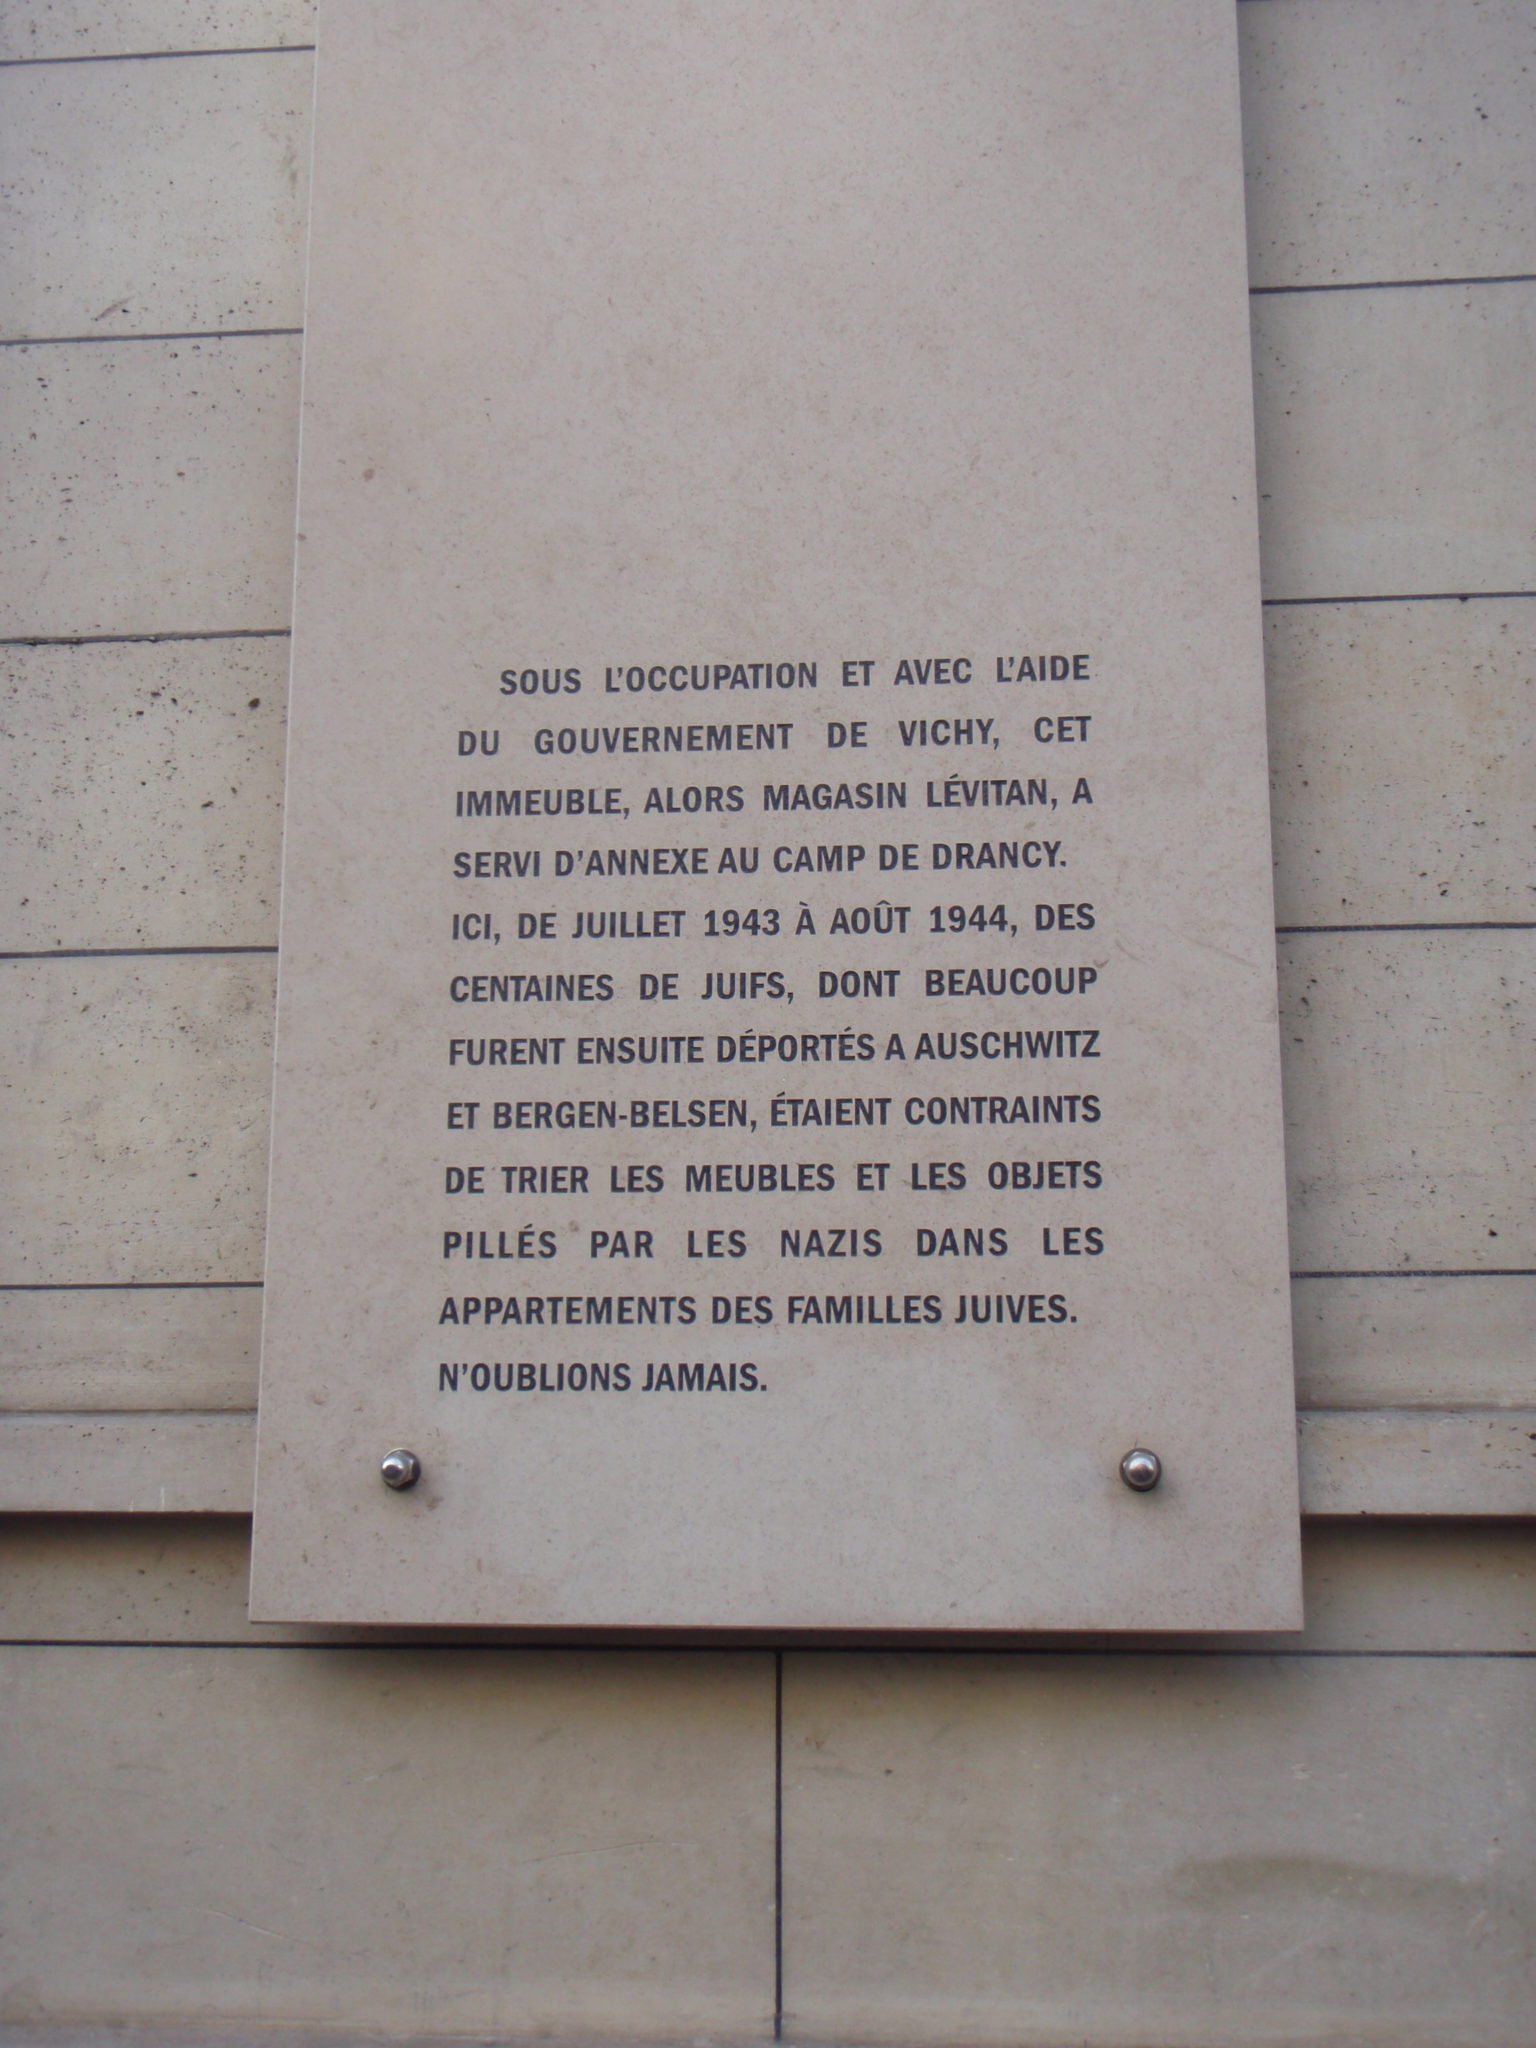 SOUS L'OCCUPATION ET AVEC L'AIDE
DU GOUVERNEMENT DE VICHY, CET
IMMEUBLE, ALORS MAGASIN LÉVITAN, A
SERVI D'ANNEXE AU CAMP DE DRANCY.
ICI, DE JUILLET 1943 À AOÛT 1944, DES
CENTAINES DE JUIFS, DONT BEAUCOUP
FURENT ENSUITE DÉPORTÉS A AUSCHWITZ
ET BERGEN-BELSEN, ÉTAIENT CONTRAINTS
DE TRIER LES MEUBLES ET LES OBJETS
PILLÉS PAR LES NAZIS DANS LES
APPARTEMENTS DES FAMILLES JUIVES.
N'OUBLIONS JAMAIS.